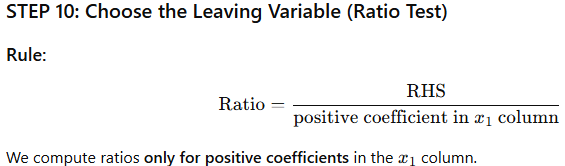 STEP 10: Choose the Leaving Variable (Ratio Test)
Rule:
Ratio = RHS / positive coefficient in x₁ column
We compute ratios only for positive coefficients in the x₁ column.